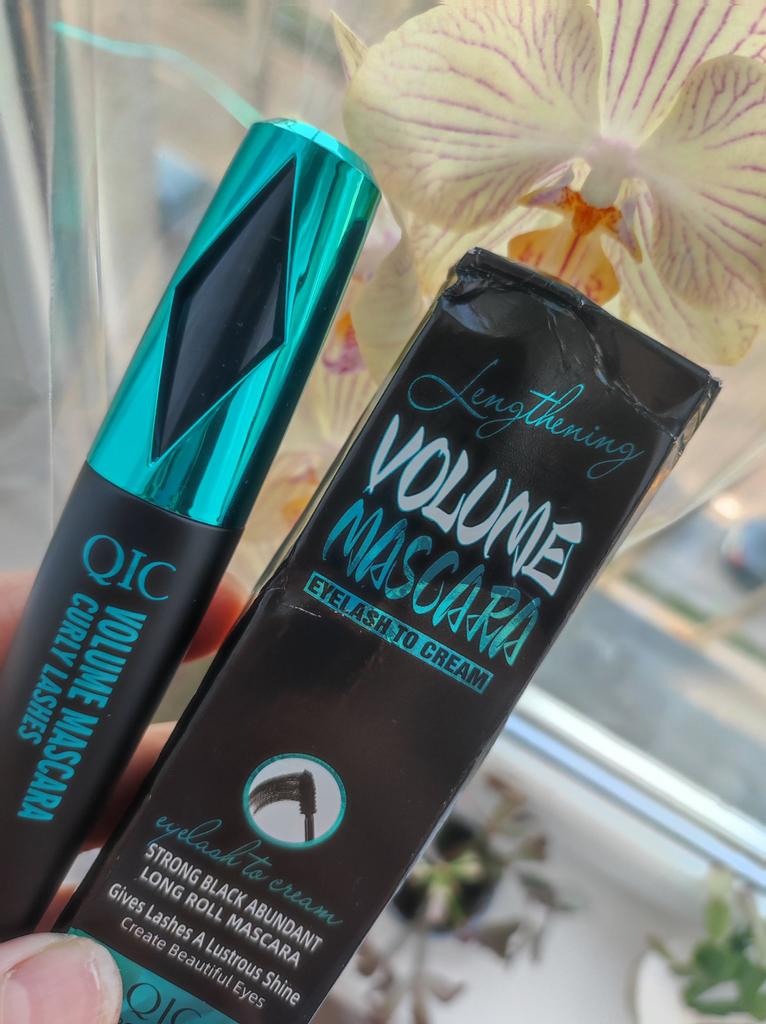 QIC
VOLUME MASCARA
CURLY LASHES
Lengthening
VOLUME
MASCARA
EYELASH TO CREAM
eyelash to cream
STRONG BLACK ABUNDANT
LONG ROLL MASCARA
Gives Lashes A Lustrous Shine
Create Beautiful Eyes
QIC